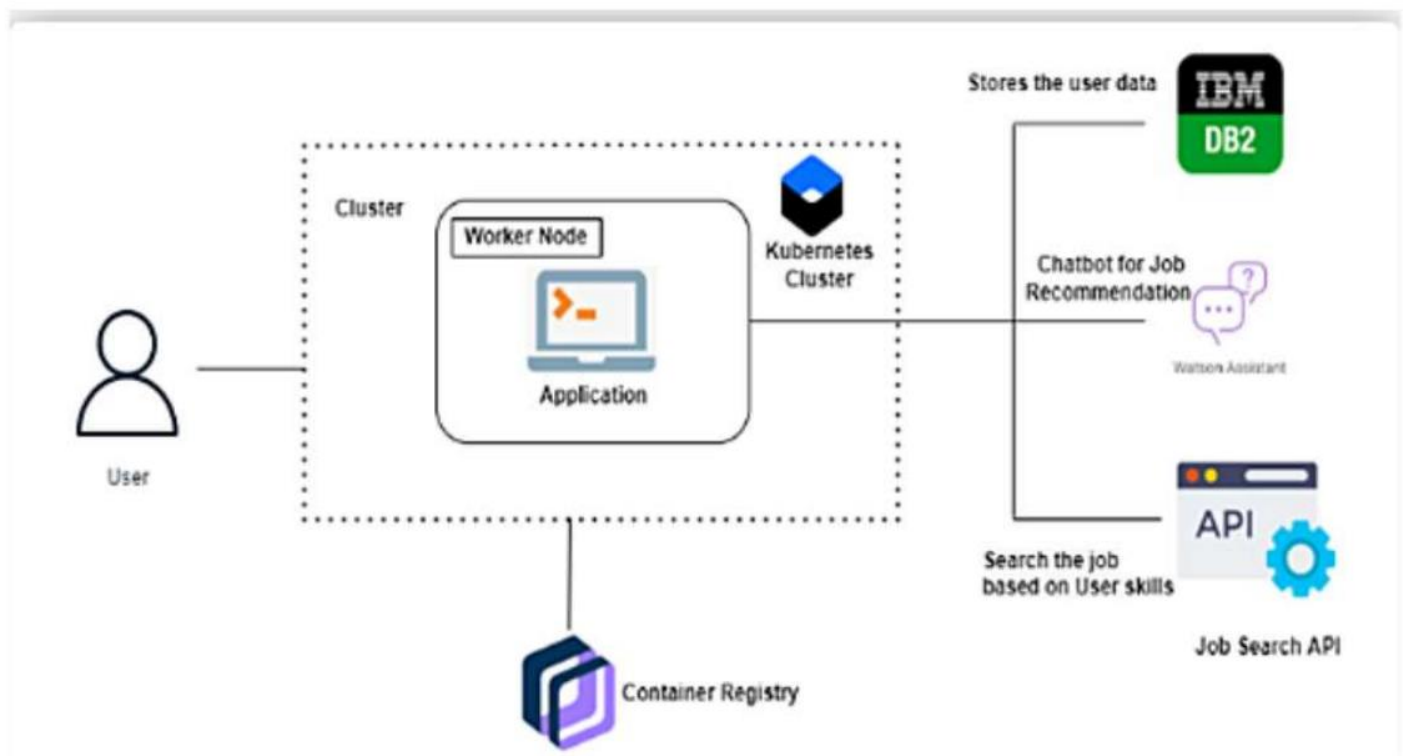 Stores the user data
IBM
DB2
Cluster
Worker Node
Kubernetes
Cluster
Chatbot for Job
Recommendation
Application
Watson Assistant
User
API
Search the job
based on User skills
Job Search API
Container Registry